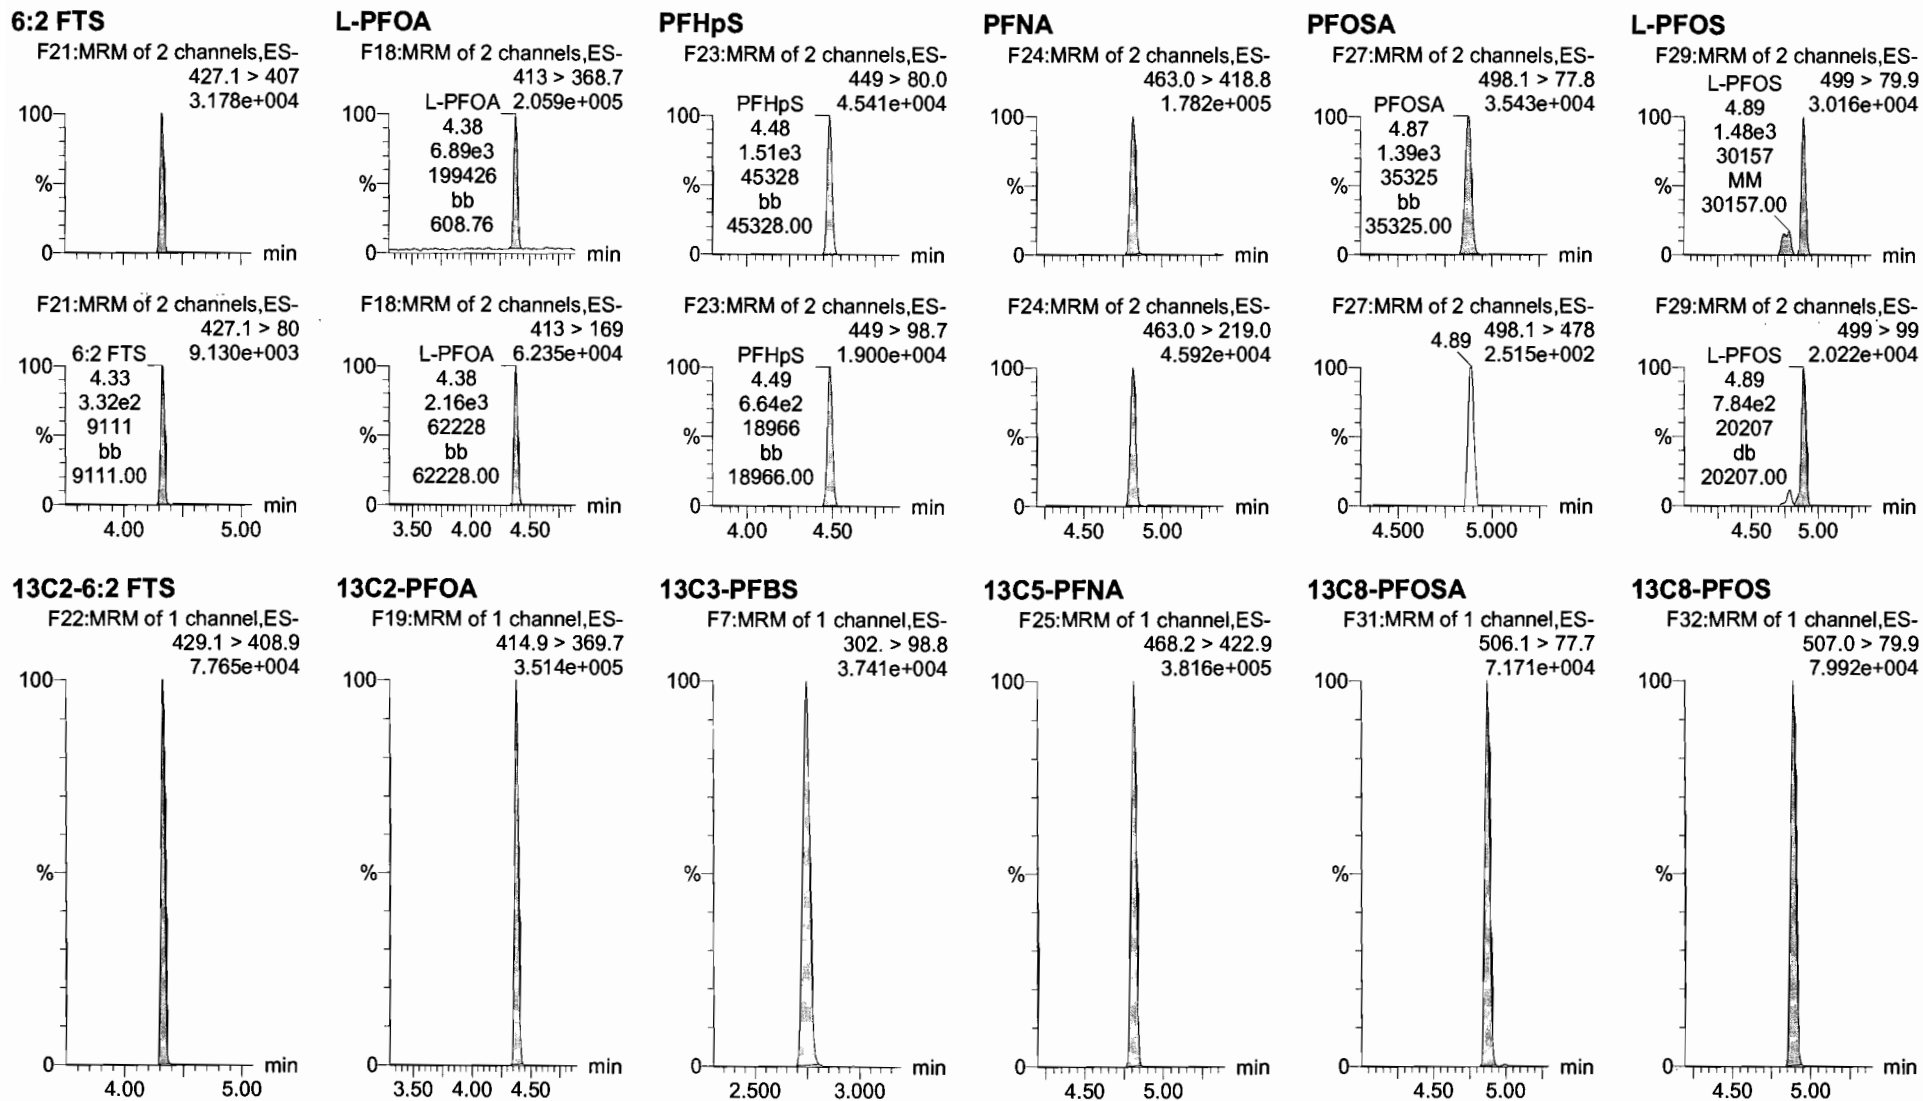 6:2 FTS
F21:MRM of 2 channels,ES-
427.1 > 407
3.178e+004
100
%
0
min
F21:MRM of 2 channels,ES-
427.1 > 80
9.130e+003
6:2 FTS
4.33
3.32e2
9111
bb
9111.00
100
%
0
min
4.00
5.00
L-PFOA
F18:MRM of 2 channels,ES-
413 > 368.7
2.059e+005
L-PFOA
4.38
6.89e3
199426
bb
608.76
100
%
0
min
F18:MRM of 2 channels,ES-
413 > 169
6.235e+004
L-PFOA
4.38
2.16e3
62228
bb
62228.00
100
%
0
min
3.50
4.00
4.50
PFHpS
F23:MRM of 2 channels,ES-
449 > 80.0
4.541e+004
PFHpS
4.48
1.51e3
45328
bb
45328.00
100
%
0
min
F23:MRM of 2 channels,ES-
449 > 98.7
1.900e+004
PFHpS
4.49
6.64e2
18966
bb
18966.00
100
%
0
min
4.00
4.50
PFNA
F24:MRM of 2 channels,ES-
463.0 > 418.8
1.782e+005
100
%
0
min
F24:MRM of 2 channels,ES-
463.0 > 219.0
4.592e+004
100
%
0
min
4.50
5.00
PFOSA
F27:MRM of 2 channels,ES-
498.1 > 77.8
3.543e+004
PFOSA
4.87
1.39e3
35325
bb
35325.00
100
%
0
min
F27:MRM of 2 channels,ES-
498.1 > 478
2.515e+002
4.89
100
%
0
min
4.500
5.000
L-PFOS
F29:MRM of 2 channels,ES-
499 > 79.9
3.016e+004
L-PFOS
4.89
1.48e3
30157
MM
30157.00
100
%
0
min
F29:MRM of 2 channels,ES-
499 > 99
2.022e+004
L-PFOS
4.89
7.84e2
20207
db
20207.00
100
%
0
min
4.50
5.00
13C2-6:2 FTS
F22:MRM of 1 channel,ES-
429.1 > 408.9
7.765e+004
100
%
0
min
4.00
5.00
13C2-PFOA
F19:MRM of 1 channel,ES-
414.9 > 369.7
3.514e+005
100
%
0
min
3.50
4.00
4.50
13C3-PFBS
F7:MRM of 1 channel,ES-
302. > 98.8
3.741e+004
100
%
0
min
2.500
3.000
13C5-PFNA
F25:MRM of 1 channel,ES-
468.2 > 422.9
3.816e+005
100
%
0
min
4.50
5.00
13C8-PFOSA
F31:MRM of 1 channel,ES-
506.1 > 77.7
7.171e+004
100
%
0
min
4.50
5.00
13C8-PFOS
F32:MRM of 1 channel,ES-
507.0 > 79.9
7.992e+004
100
%
0
min
4.50
5.00